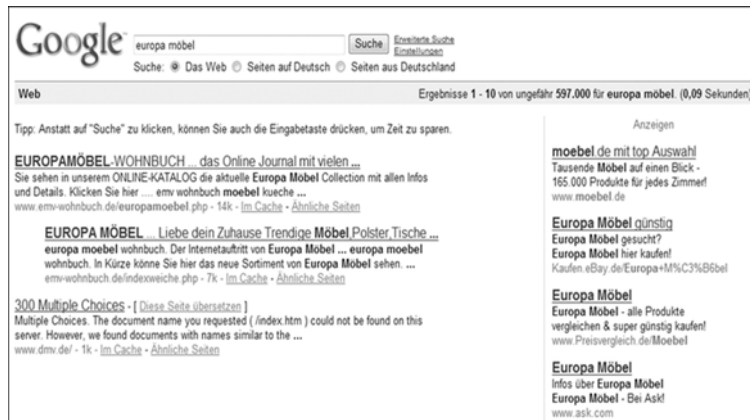 Google™
europa möbel
Suche
Erweiterte Suche
Einstellungen
Suche: Das Web Seiten auf Deutsch Seiten aus Deutschland
Web Ergebnisse 1 - 10 von ungefähr 597.000 für europa möbel. (0,09 Sekunden)
Tipp: Anstatt auf "Suche" zu klicken, können Sie auch die Eingabetaste drücken, um Zeit zu sparen.
EUROPAMÖBEL-WOHNBUCH ... das Online Journal mit vielen ...
Sie sehen in unserem ONLINE-KATALOG die aktuelle Europa Möbel Collection mit allen Infos
und Details. Klicken Sie hier .... emv wohnbuch moebel kueche ...
www.emv-wohnbuch.de/europamoebel.php - 14k - Im Cache - Ähnliche Seiten
EUROPA MÖBEL ... Liebe dein Zuhause Trendige Möbel,Polster,Tische ...
europa moebel wohnbuch. Der Internetauftritt von Europa Möbel ... europa moebel
wohnbuch. In Kürze könne Sie hier das neue Sortiment von Europa Möbel sehen. ...
emv-wohnbuch.de/indexweiche.php - 7k - Im Cache - Ähnliche Seiten
300 Multiple Choices - [ Diese Seite übersetzen ]
Multiple Choices. The document name you requested ( /index.htm ) could not be found on this
server. However, we found documents with names similar to the ...
www.dmv.de/ - 1k - Im Cache - Ähnliche Seiten
Anzeigen
moebel.de mit top Auswahl
Tausende Möbel auf einen Blick -
165.000 Produkte für jedes Zimmer!
www.moebel.de
Europa Möbel günstig
Europa Möbel gesucht?
Europa Möbel hier kaufen!
Kaufen.eBay.de/Europa+M%C3%B6bel
Europa Möbel
Europa Möbel - alle Produkte
vergleichen & super günstig kaufen!
www.Preisvergleich.de/Moebel
Europa Möbel
Infos über Europa Möbel
Europa Möbel - Bei Ask!
www.ask.com